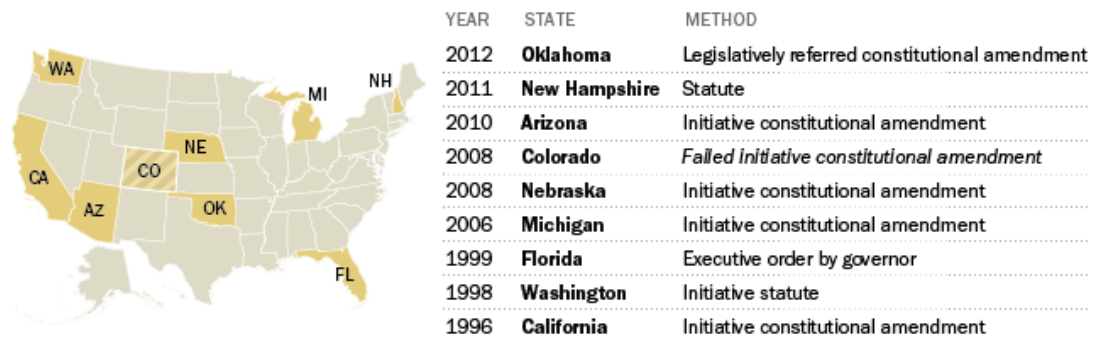 YEAR STATE METHOD
2012 Oklahoma Legislatively referred constitutional amendment
2011 New Hampshire Statute
2010 Arizona Initiative constitutional amendment
2008 Colorado Failed initiative constitutional amendment
2008 Nebraska Initiative constitutional amendment
2006 Michigan Initiative constitutional amendment
1999 Florida Executive order by governor
1998 Washington Initiative statute
1996 California Initiative constitutional amendment
WA
NH
MI
NE
CO
CA
AZ
OK
FL